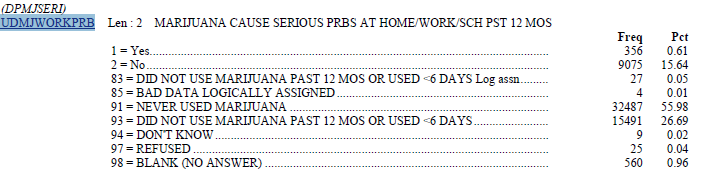 (DPMJSERI)
UDMJWORKPRB Len : 2 MARIJUANA CAUSE SERIOUS PRBS AT HOME/WORK/SCH PST 12 MOS
Freq Pct
1 = Yes 356 0.61
2 = No 9075 15.64
83 = DID NOT USE MARIJUANA PAST 12 MOS OR USED <6 DAYS Log assn 27 0.05
85 = BAD DATA LOGICALLY ASSIGNED 4 0.01
91 = NEVER USED MARIJUANA 32487 55.98
93 = DID NOT USE MARIJUANA PAST 12 MOS OR USED <6 DAYS 15491 26.69
94 = DON'T KNOW 9 0.02
97 = REFUSED 25 0.04
98 = BLANK (NO ANSWER) 560 0.96